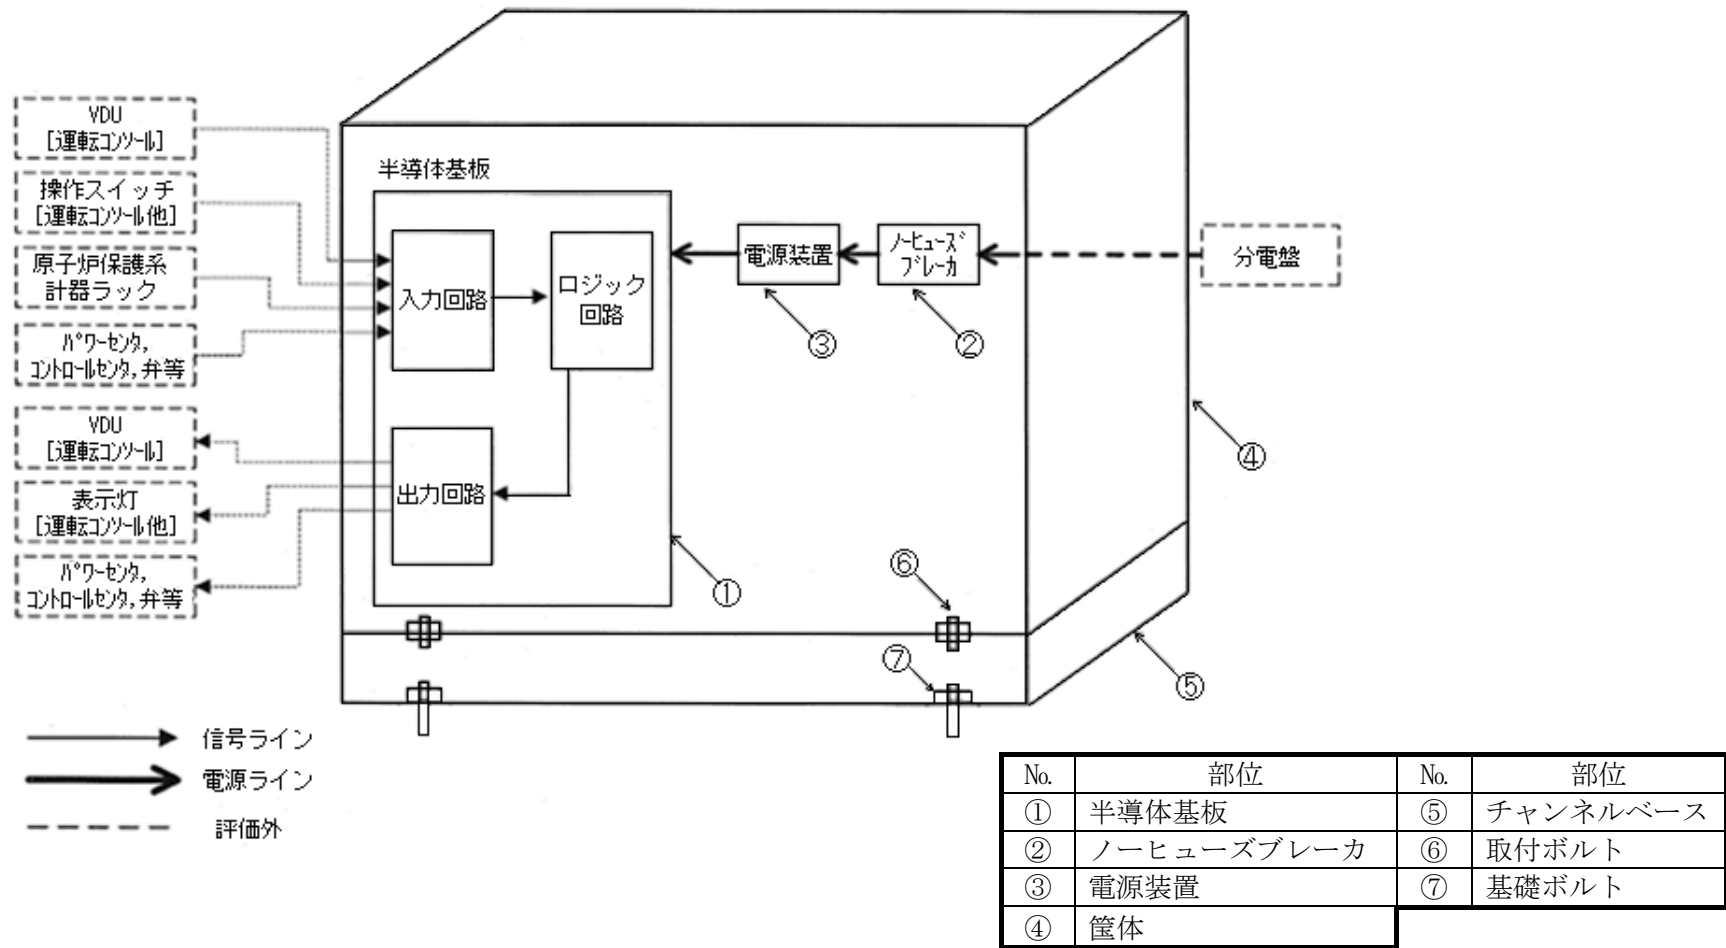 VDU
[運転ｺﾝｿｰﾙ]
操作スイッチ
[運転ｺﾝｿｰﾙ他]
原子炉保護系
計器ラック
ﾊﾟﾜｰｾﾝﾀ,
ｺﾝﾄﾛｰﾙｾﾝﾀ,弁等
VDU
[運転ｺﾝｿｰﾙ]
表示灯
[運転ｺﾝｿｰﾙ他]
ﾊﾟﾜｰｾﾝﾀ,
ｺﾝﾄﾛｰﾙｾﾝﾀ,弁等
半導体基板
入力回路
ロジック
回路
出力回路
電源装置
ﾉｰﾋｭｰｽﾞ
ﾌﾞﾚｰｶ
分電盤
③
②
④
①
⑥
⑦
⑤
信号ライン
電源ライン
評価外
№ 部位 № 部位
① 半導体基板 ⑤ チャンネルベース
② ノーヒューズブレーカ ⑥ 取付ボルト
③ 電源装置 ⑦ 基礎ボルト
④ 筐体